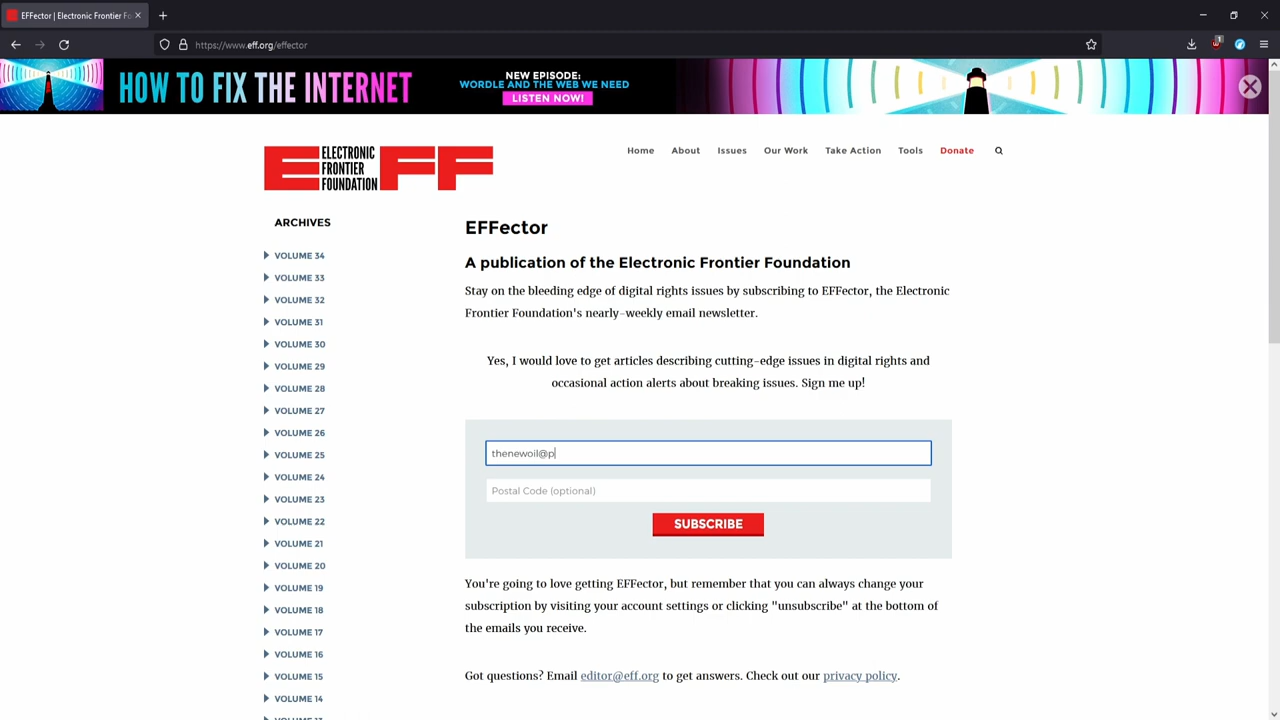 EFFector | Electronic Frontier Fo
https://www.eff.org/effector
1
HOW TO FIX THE INTERNET
NEW EPISODE:
WORDLE AND THE WEB WE NEED
LISTEN NOW!
EFF
ELECTRONIC
FRONTIER
FOUNDATION
Home About Issues Our Work Take Action Tools Donate
ARCHIVES
VOLUME 34
VOLUME 33
VOLUME 32
VOLUME 31
VOLUME 30
VOLUME 29
VOLUME 28
VOLUME 27
VOLUME 26
VOLUME 25
VOLUME 24
VOLUME 23
VOLUME 22
VOLUME 21
VOLUME 20
VOLUME 19
VOLUME 18
VOLUME 17
VOLUME 16
VOLUME 15
VOLUME 14
EFFector
A publication of the Electronic Frontier Foundation
Stay on the bleeding edge of digital rights issues by subscribing to EFFector, the Electronic
Frontier Foundation's nearly-weekly email newsletter.
Yes, I would love to get articles describing cutting-edge issues in digital rights and
occasional action alerts about breaking issues. Sign me up!
thenewoil@p
Postal Code (optional)
SUBSCRIBE
You're going to love getting EFFector, but remember that you can always change your
subscription by visiting your account settings or clicking "unsubscribe" at the bottom of
the emails you receive.
Got questions? Email editor@eff.org to get answers. Check out our privacy policy.